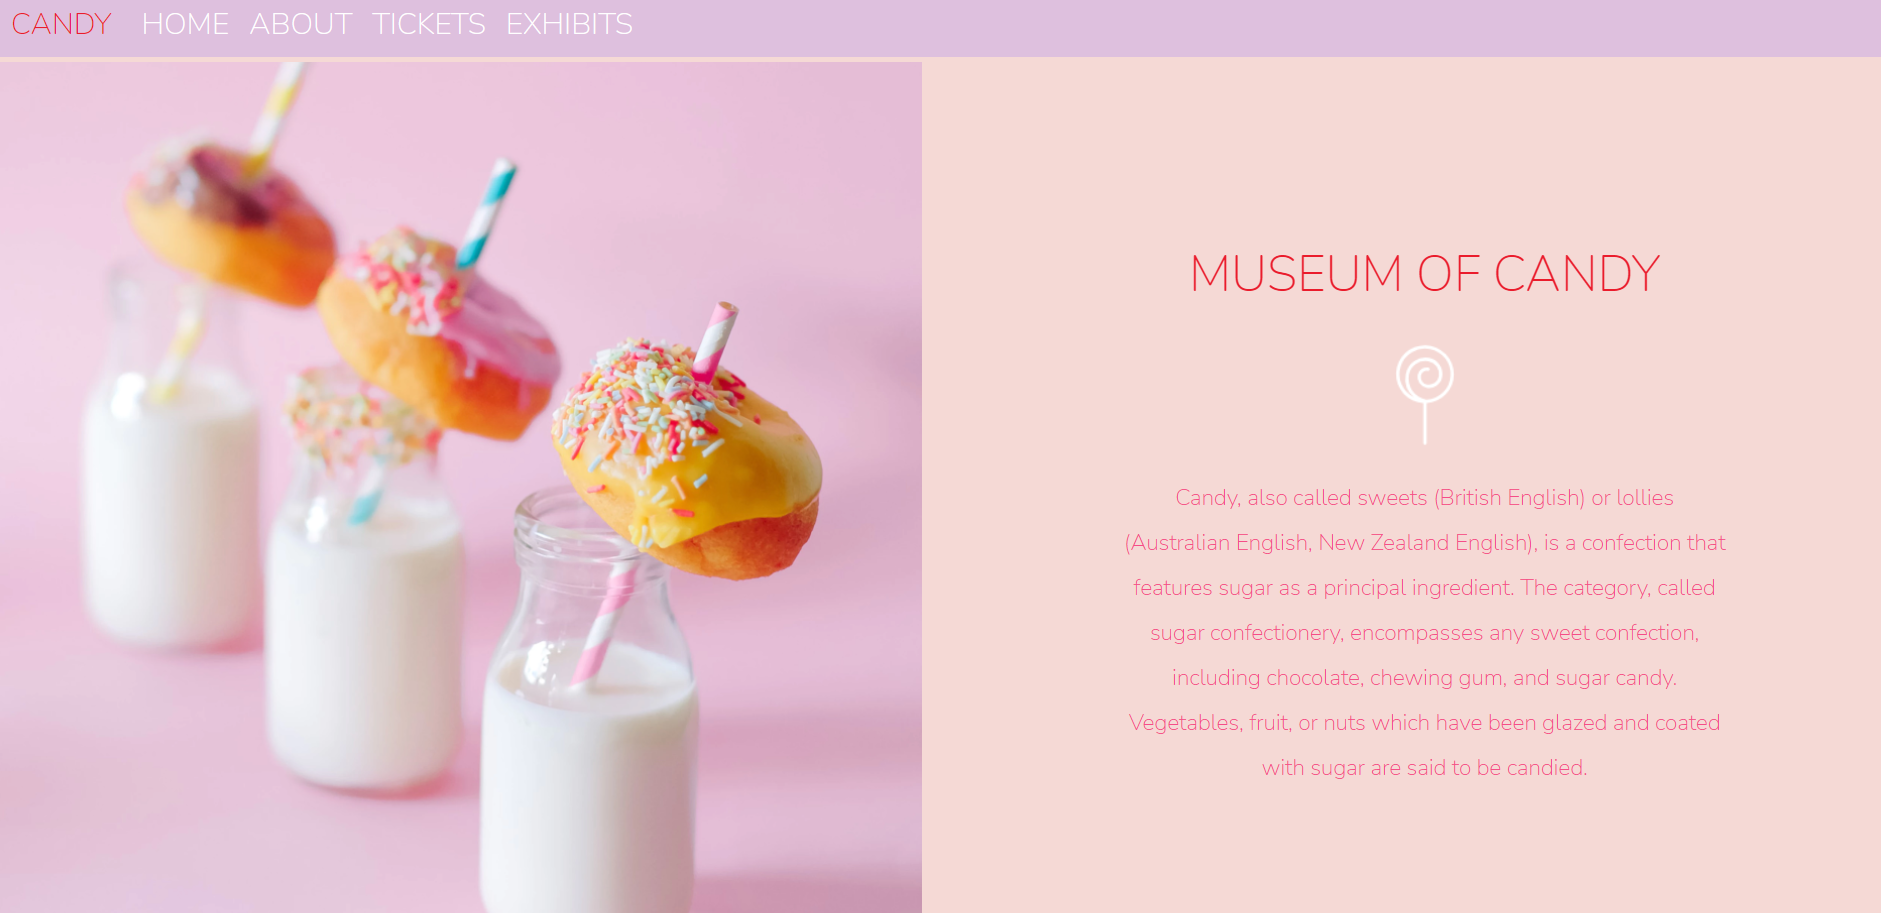 CANDY HOME ABOUT TICKETS EXHIBITS
MUSEUM OF CANDY
Candy, also called sweets (British English) or lollies
(Australian English, New Zealand English), is a confection that
features sugar as a principal ingredient. The category, called
sugar confectionery, encompasses any sweet confection,
including chocolate, chewing gum, and sugar candy.
Vegetables, fruit, or nuts which have been glazed and coated
with sugar are said to be candied.